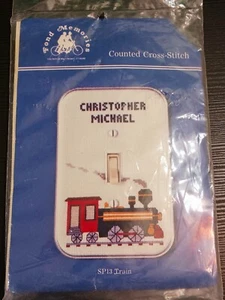 Fond Memories
Counted Cross-Stitch
CHRISTOPHER
MICHAEL
SP13 Train